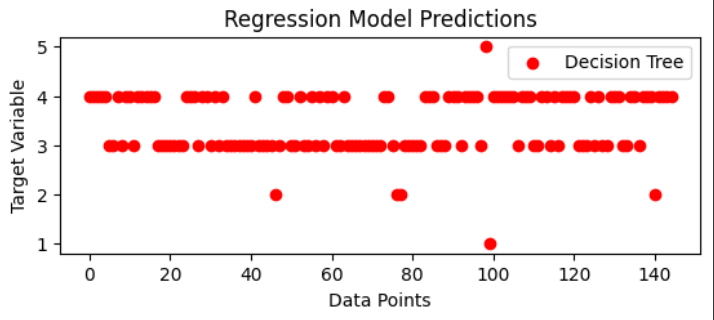 Regression Model Predictions
5
4
3
2
1
Target Variable
Decision Tree
0 20 40 60 80 100 120 140
Data Points